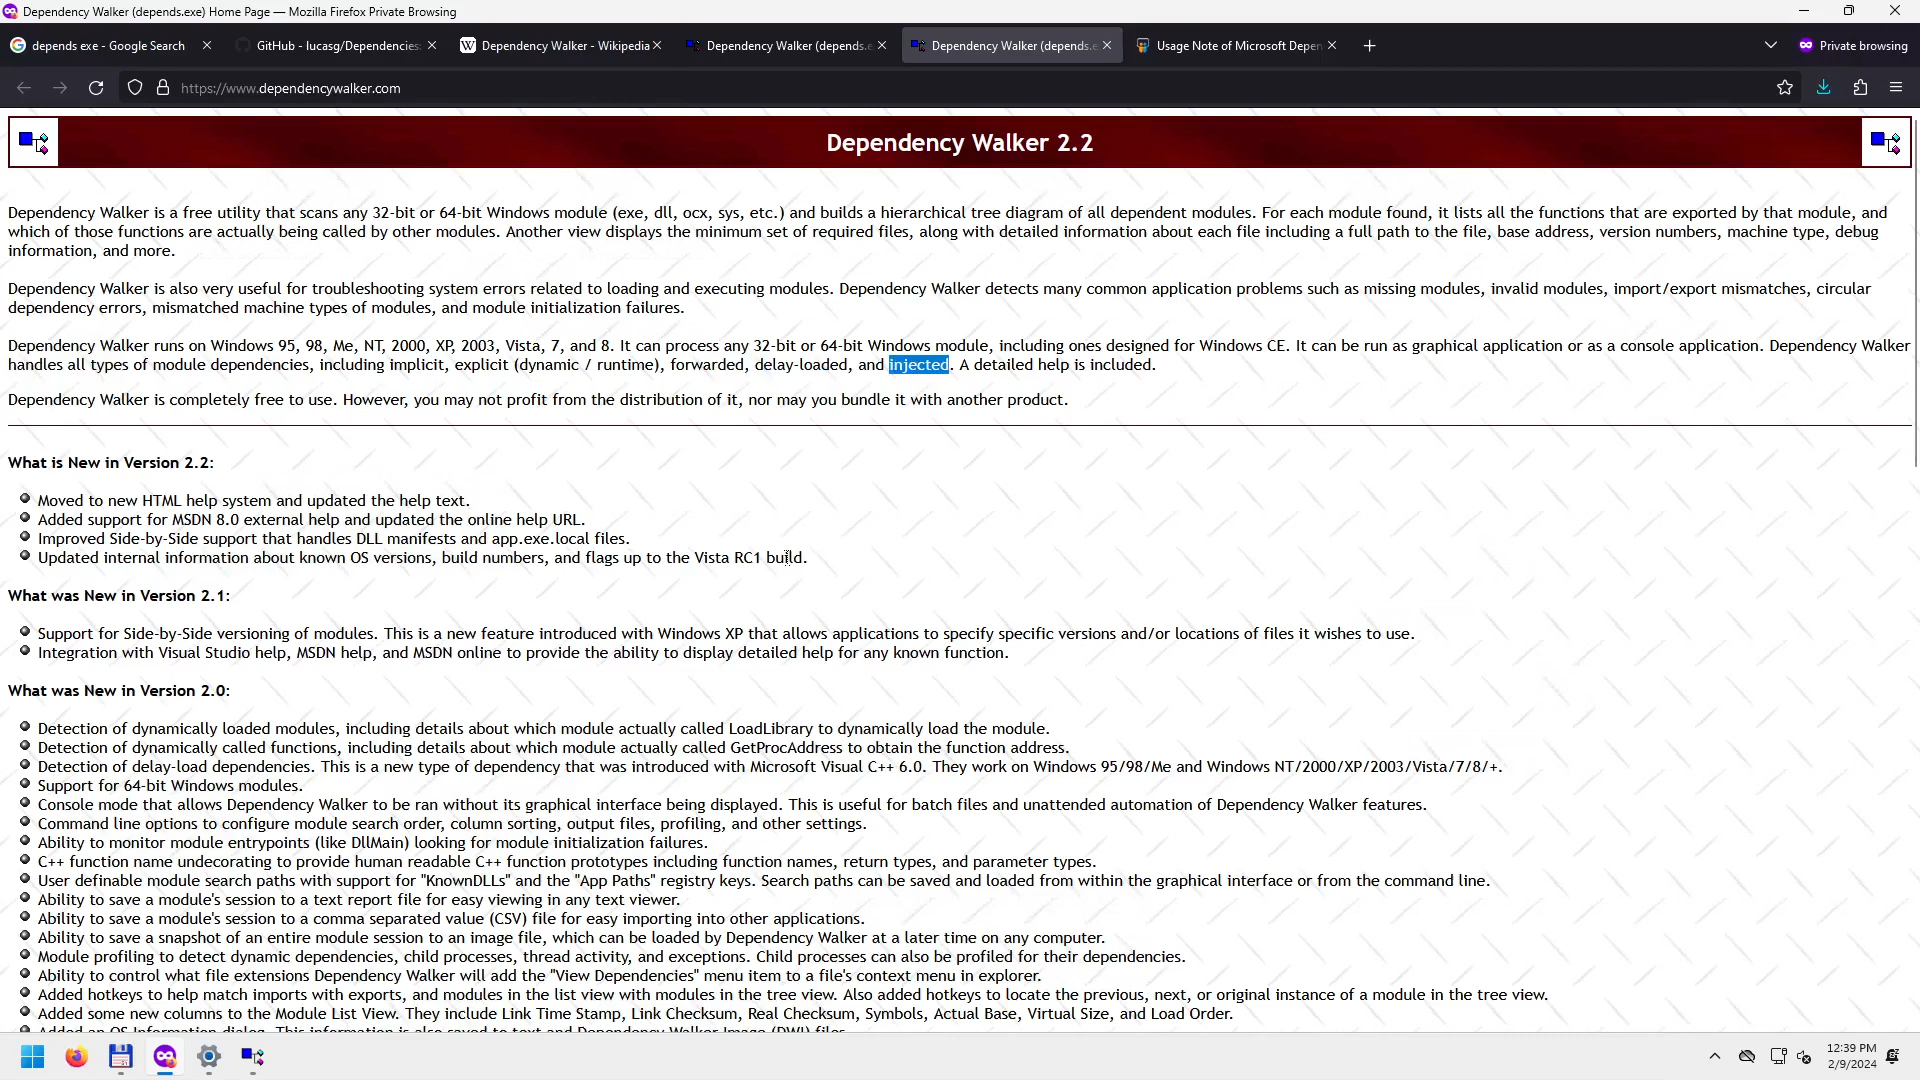 Dependency Walker (depends.exe) Home Page — Mozilla Firefox Private Browsing
depends exe - Google Search
GitHub - lucasg/Dependencies:
Dependency Walker - Wikipedia
Dependency Walker (depends.e
Dependency Walker (depends.e
Usage Note of Microsoft Depen
Private browsing
https://www.dependencywalker.com
Dependency Walker 2.2
Dependency Walker is a free utility that scans any 32-bit or 64-bit Windows module (exe, dll, ocx, sys, etc.) and builds a hierarchical tree diagram of all dependent modules. For each module found, it lists all the functions that are exported by that module, and
which of those functions are actually being called by other modules. Another view displays the minimum set of required files, along with detailed information about each file including a full path to the file, base address, version numbers, machine type, debug
information, and more.
Dependency Walker is also very useful for troubleshooting system errors related to loading and executing modules. Dependency Walker detects many common application problems such as missing modules, invalid modules, import/export mismatches, circular
dependency errors, mismatched machine types of modules, and module initialization failures.
Dependency Walker runs on Windows 95, 98, Me, NT, 2000, XP, 2003, Vista, 7, and 8. It can process any 32-bit or 64-bit Windows module, including ones designed for Windows CE. It can be run as graphical application or as a console application. Dependency Walker
handles all types of module dependencies, including implicit, explicit (dynamic / runtime), forwarded, delay-loaded, and injected. A detailed help is included.
Dependency Walker is completely free to use. However, you may not profit from the distribution of it, nor may you bundle it with another product.
What is New in Version 2.2:
Moved to new HTML help system and updated the help text.
Added support for MSDN 8.0 external help and updated the online help URL.
Improved Side-by-Side support that handles DLL manifests and app.exe.local files.
Updated internal information about known OS versions, build numbers, and flags up to the Vista RC1 build.
What was New in Version 2.1:
Support for Side-by-Side versioning of modules. This is a new feature introduced with Windows XP that allows applications to specify specific versions and/or locations of files it wishes to use.
Integration with Visual Studio help, MSDN help, and MSDN online to provide the ability to display detailed help for any known function.
What was New in Version 2.0:
Detection of dynamically loaded modules, including details about which module actually called LoadLibrary to dynamically load the module.
Detection of dynamically called functions, including details about which module actually called GetProcAddress to obtain the function address.
Detection of delay-load dependencies. This is a new type of dependency that was introduced with Microsoft Visual C++ 6.0. They work on Windows 95/98/Me and Windows NT/2000/XP/2003/Vista/7/8/+.
Support for 64-bit Windows modules.
Console mode that allows Dependency Walker to be ran without its graphical interface being displayed. This is useful for batch files and unattended automation of Dependency Walker features.
Command line options to configure module search order, column sorting, output files, profiling, and other settings.
Ability to monitor module entrypoints (like DllMain) looking for module initialization failures.
C++ function name undecorating to provide human readable C++ function prototypes including function names, return types, and parameter types.
User definable module search paths with support for "KnownDLLs" and the "App Paths" registry keys. Search paths can be saved and loaded from within the graphical interface or from the command line.
Ability to save a module's session to a text report file for easy viewing in any text viewer.
Ability to save a module's session to a comma separated value (CSV) file for easy importing into other applications.
Ability to save a snapshot of an entire module session to an image file, which can be loaded by Dependency Walker at a later time on any computer.
Module profiling to detect dynamic dependencies, child processes, thread activity, and exceptions. Child processes can also be profiled for their dependencies.
Ability to control what file extensions Dependency Walker will add the "View Dependencies" menu item to a file's context menu in explorer.
Added hotkeys to help match imports with exports, and modules in the list view with modules in the tree view. Also added hotkeys to locate the previous, next, or original instance of a module in the tree view.
Added some new columns to the Module List View. They include Link Time Stamp, Link Checksum, Real Checksum, Symbols, Actual Base, Virtual Size, and Load Order.
Added an OS Information dialog. This information is also saved to text and Dependency Walker Image (DWI) files.
12:39 PM
2/9/2024